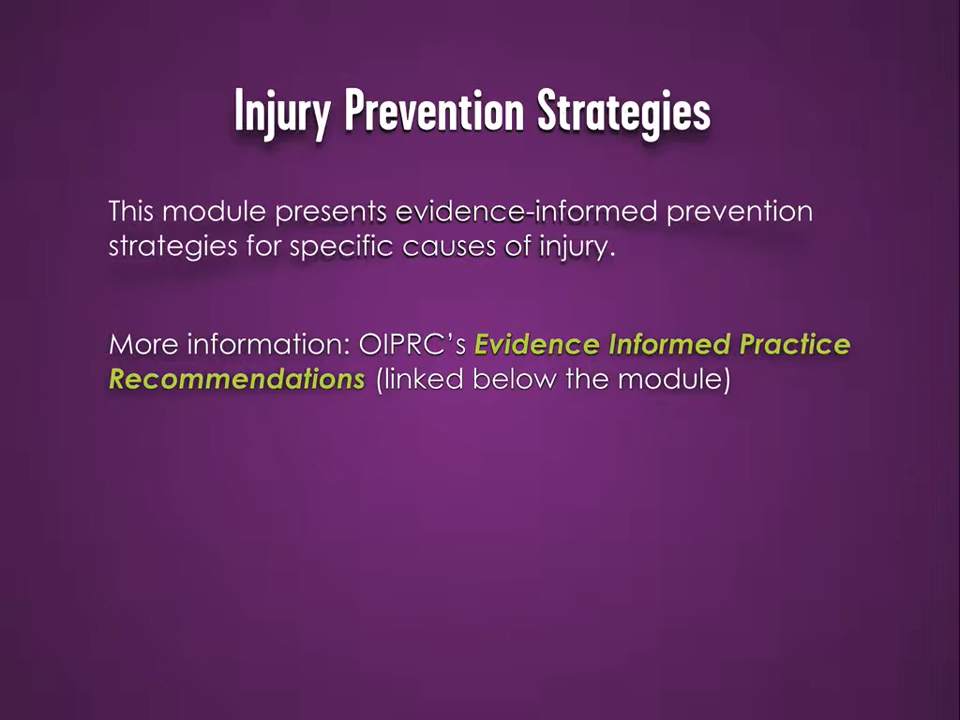 Injury Prevention Strategies
This module presents evidence-informed prevention
strategies for specific causes of injury.
More information: OIPRC’s Evidence Informed Practice
Recommendations (linked below the module)